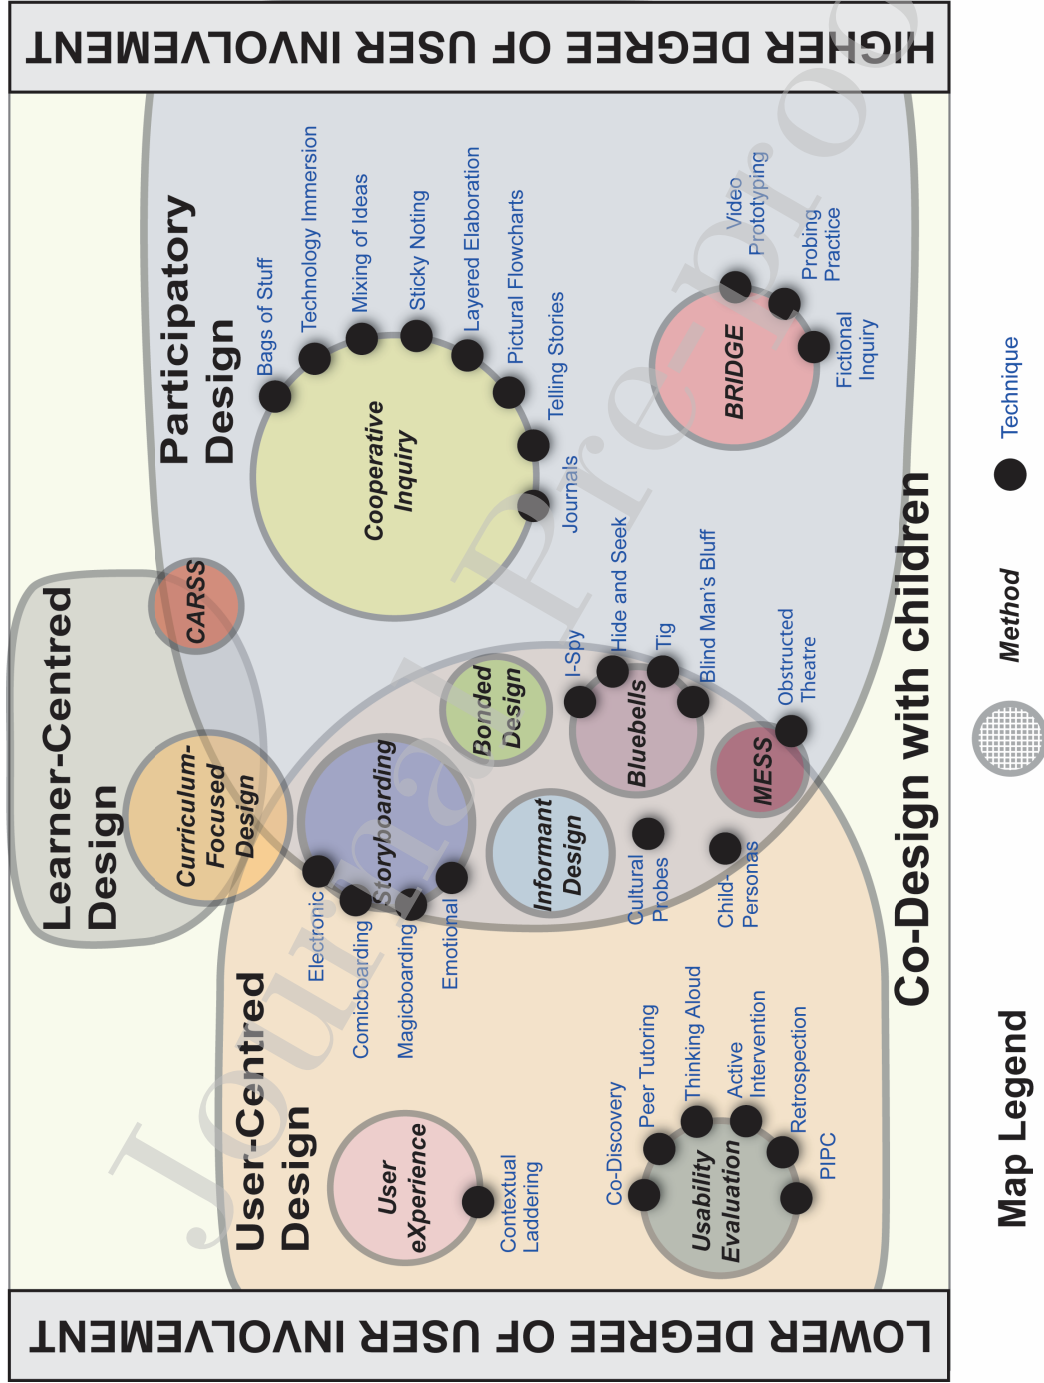 LOWER DEGREE OF USER INVOLVEMENT
HIGHER DEGREE OF USER INVOLVEMENT
Learner-Centred
Design
Curriculum-
Focused
Design
CARSS
Participatory
Design
User-Centred
Design
User
eXperience
Contextual
Laddering
Usability
Evaluation
Co-Discovery
Peer Tutoring
Thinking Aloud
Active
Intervention
Retrospection
PIPC
Storyboarding
Electronic
Comicboarding
Magicboarding
Emotional
Informant
Design
Bonded
Design
Cultural
Probes
Child-
Personas
Bluebells
I-Spy
Hide and Seek
Tig
Blind Man's Bluff
MESS
Obstructed
Theatre
Cooperative
Inquiry
Bags of Stuff
Technology Immersion
Mixing of Ideas
Sticky Noting
Layered Elaboration
Pictural Flowcharts
Telling Stories
Journals
BRIDGE
Video
Prototyping
Probing
Practice
Fictional
Inquiry
Co-Design with children
Map Legend
Method
Technique
Journal Pre-proo